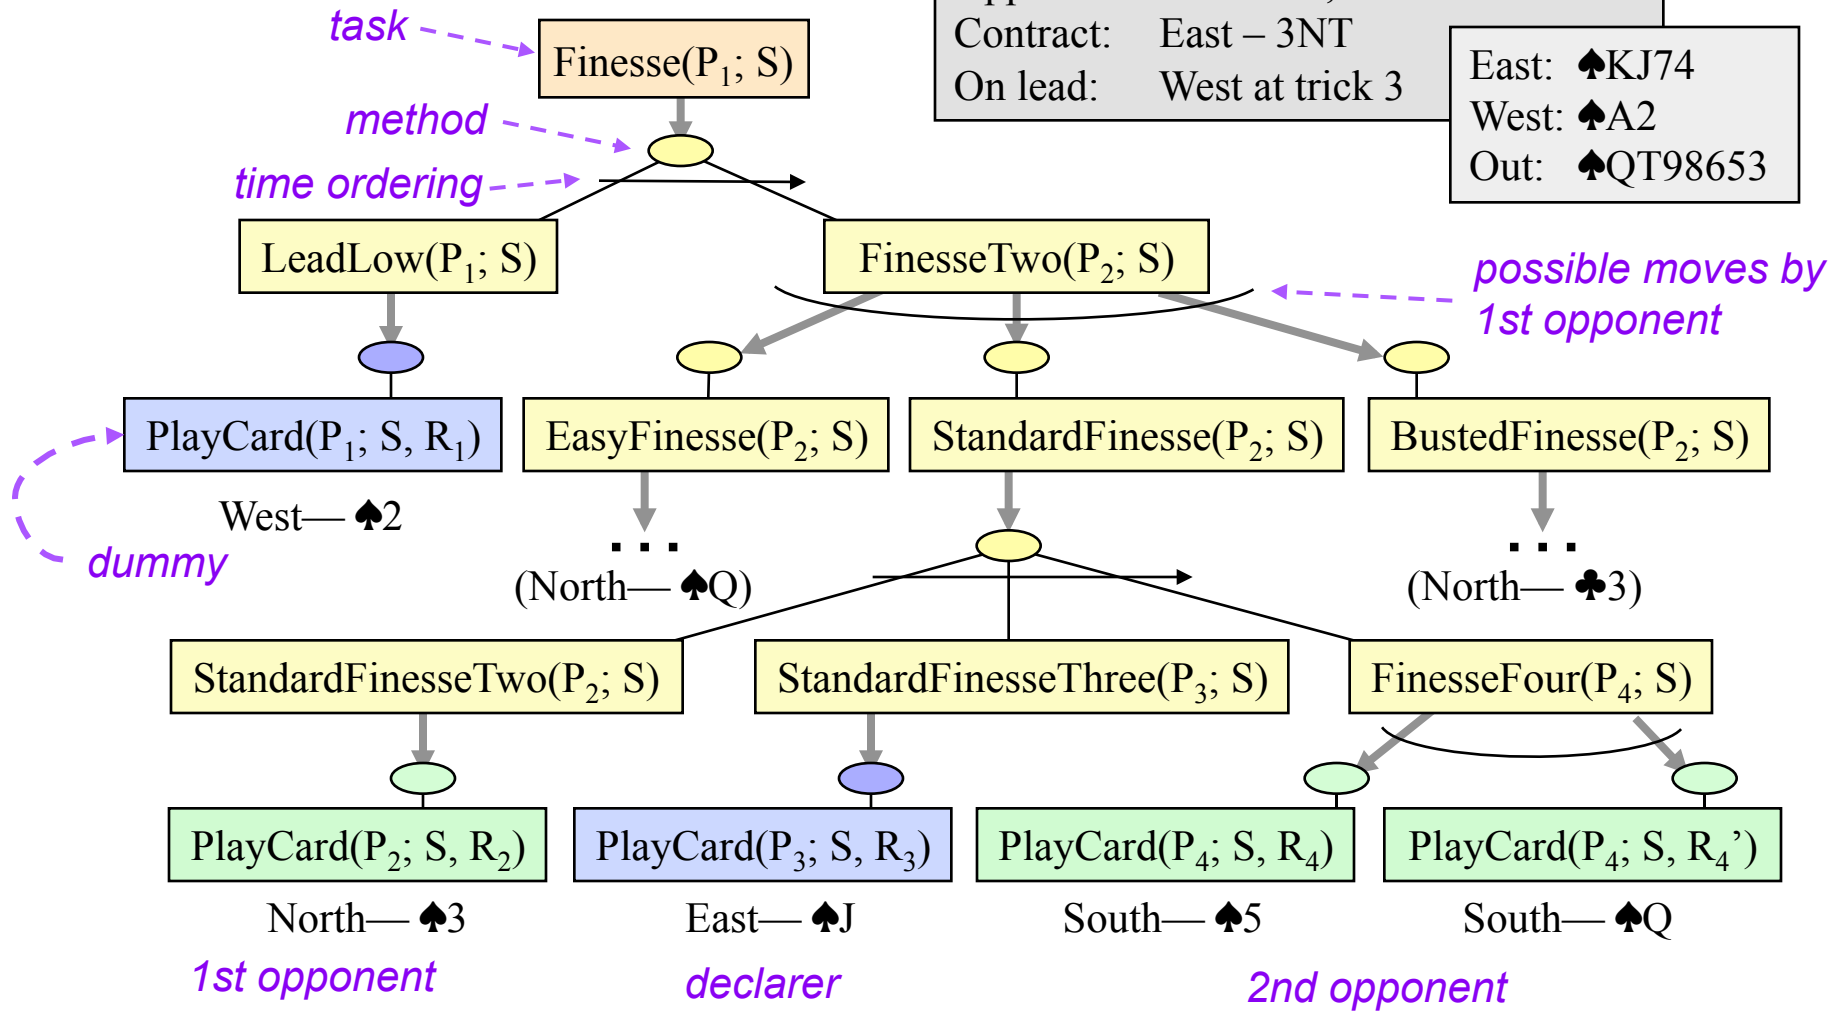 task
Finesse(P₁; S)
Contract: East – 3NT
On lead: West at trick 3
East: ♠KJ74
West: ♠A2
Out: ♠QT98653
method
time ordering
LeadLow(P₁; S)
FinesseTwo(P₂; S)
possible moves by
1st opponent
PlayCard(P₁; S, R₁)
EasyFinesse(P₂; S)
StandardFinesse(P₂; S)
BustedFinesse(P₂; S)
West— ♠2
dummy
. . .
. . .
(North— ♠Q)
(North— ♣3)
StandardFinesseTwo(P₂; S)
StandardFinesseThree(P₃; S)
FinesseFour(P₄; S)
PlayCard(P₂; S, R₂)
PlayCard(P₃; S, R₃)
PlayCard(P₄; S, R₄)
PlayCard(P₄; S, R₄’)
North— ♠3
East— ♠J
South— ♠5
South— ♠Q
1st opponent
declarer
2nd opponent